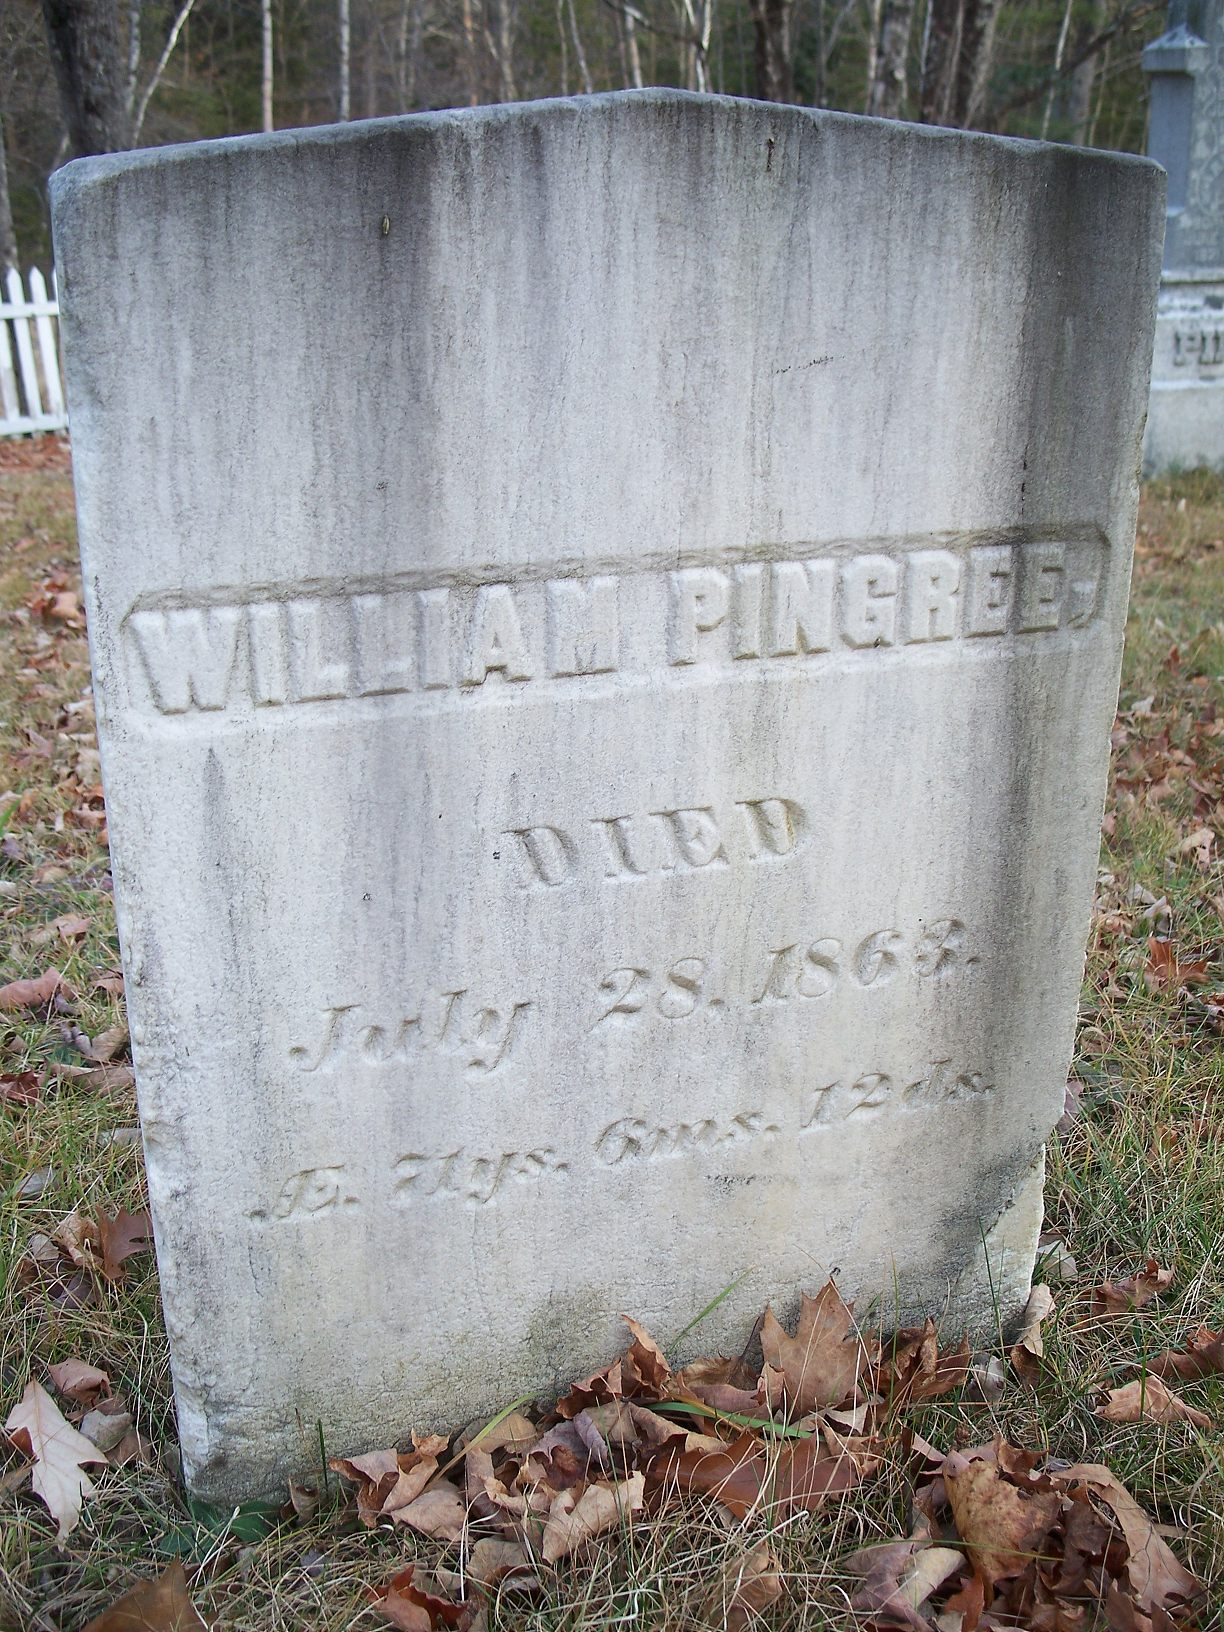 WILLIAM PINGREE,
DIED
July 28. 1863.
Æ. 71ys. 6ms. 12ds.